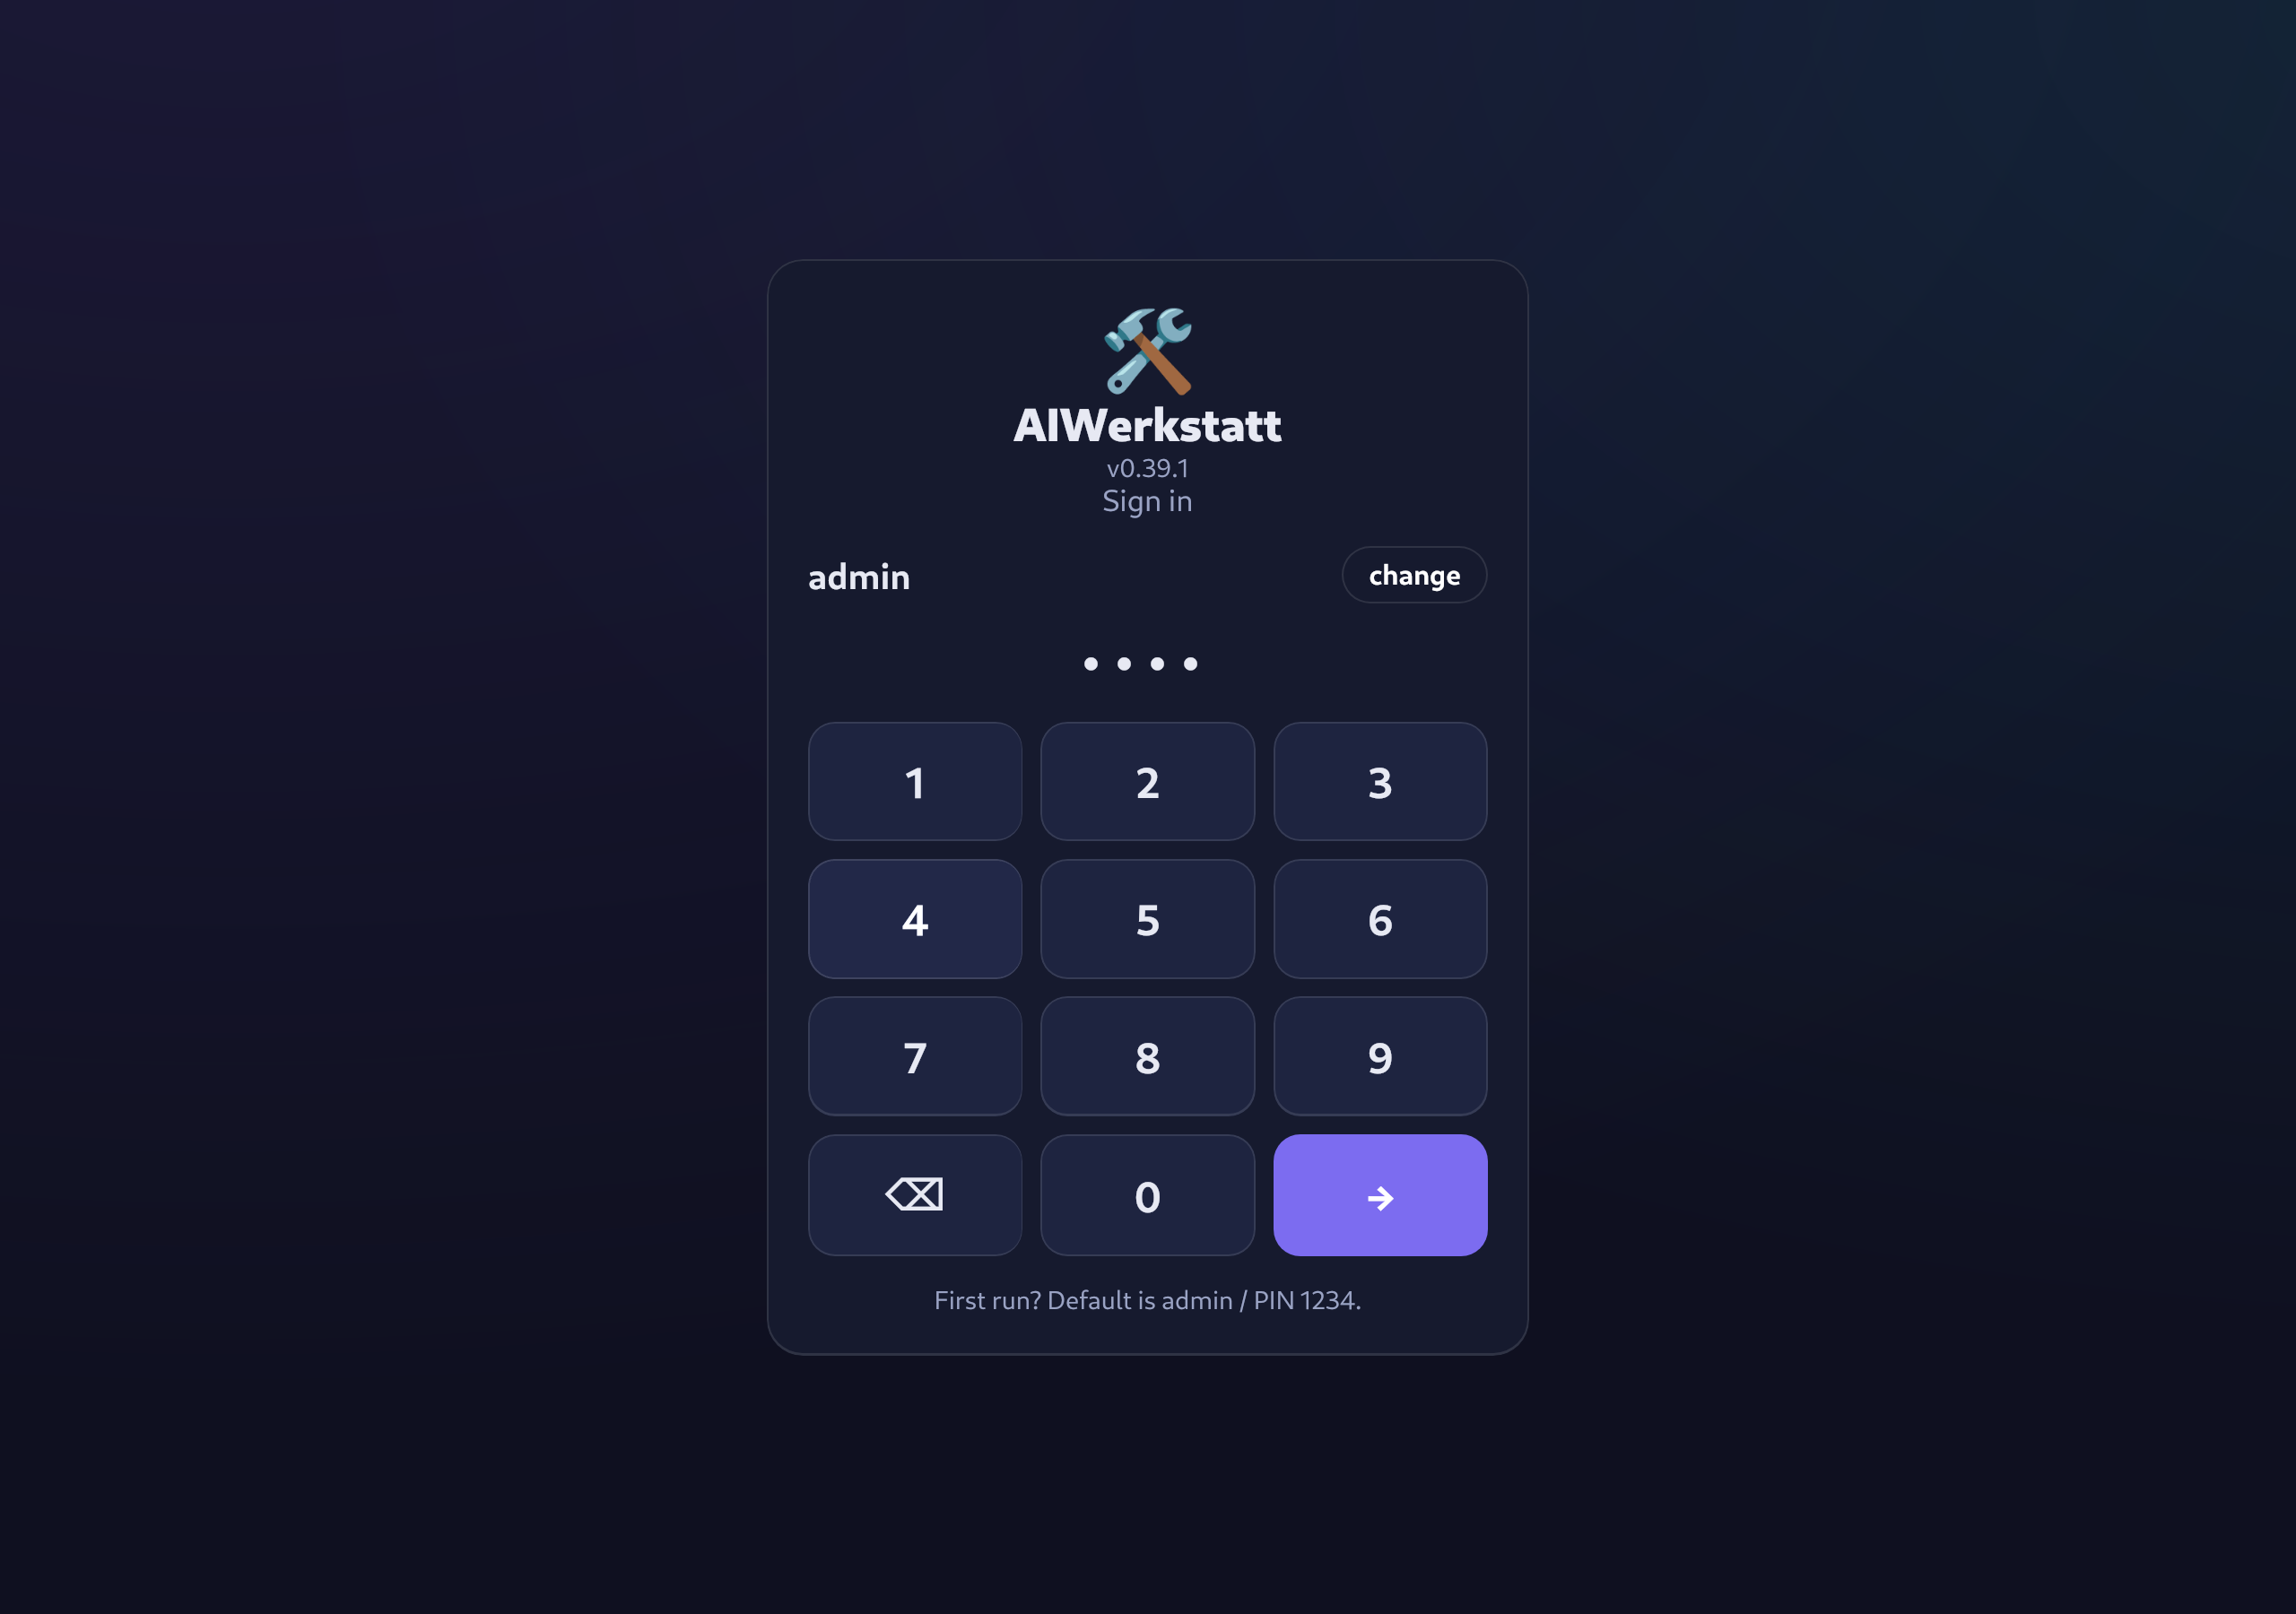 AIWerkstatt
v0.39.1
Sign in
admin
change
1 2 3
4 5 6
7 8 9
⌫ 0 →
First run? Default is admin / PIN 1234.